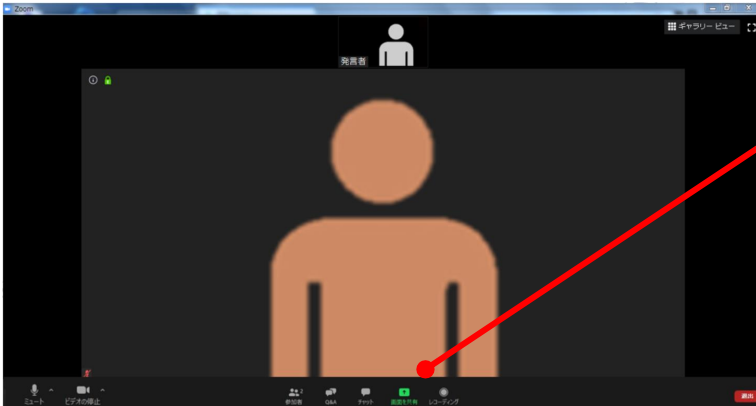 Zoom
ギャラリー ビュー
発言者
ミュート
ビデオの停止
参加者
2
Q&A
チャット
画面を共有
レコーディング
退出